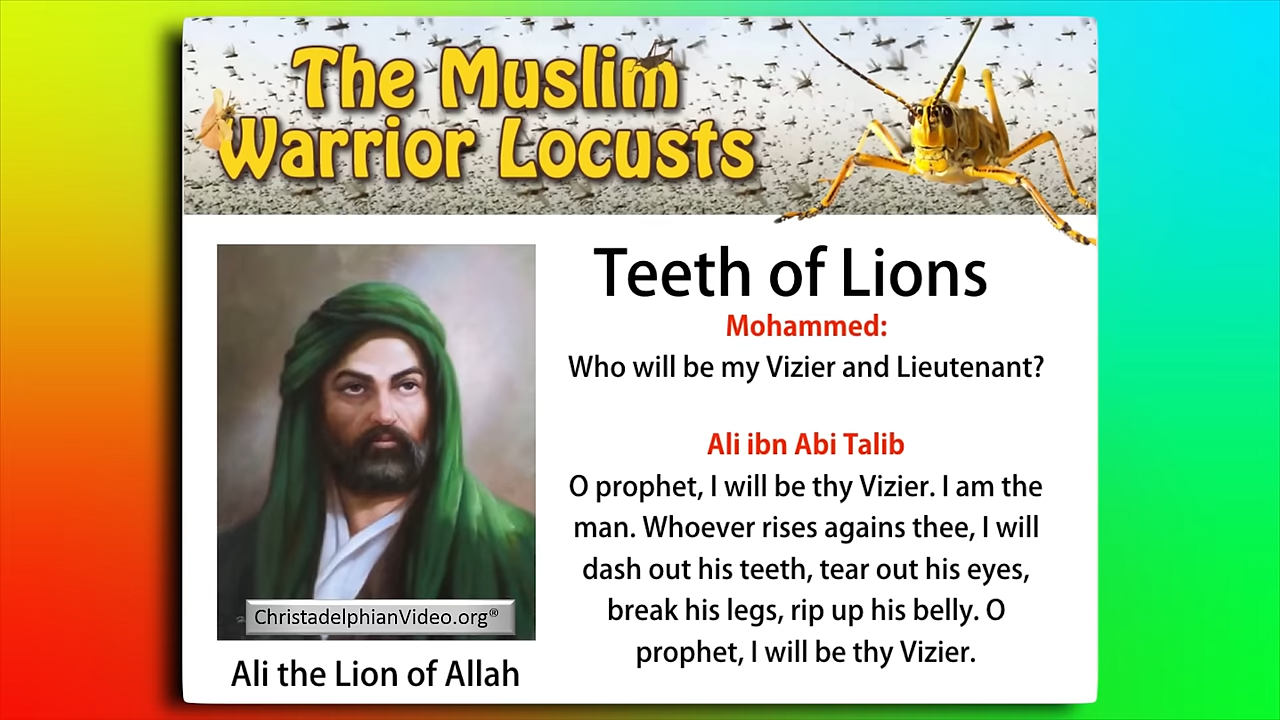 The Muslim
Warrior Locusts
Teeth of Lions
Mohammed:
Who will be my Vizier and Lieutenant?
Ali ibn Abi Talib
O prophet, I will be thy Vizier. I am the
man. Whoever rises agains thee, I will
dash out his teeth, tear out his eyes,
break his legs, rip up his belly. O
prophet, I will be thy Vizier.
ChristadelphianVideo.org®
Ali the Lion of Allah